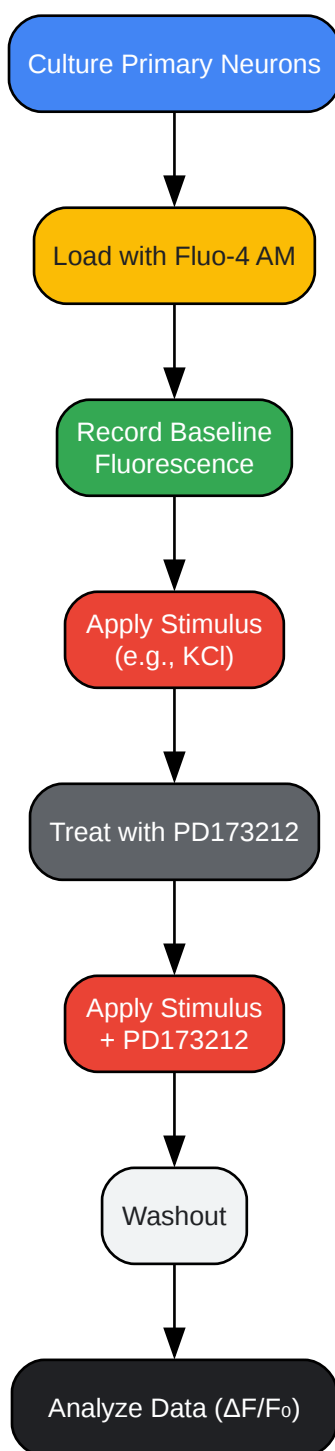 Culture Primary Neurons
Load with Fluo-4 AM
Record Baseline
Fluorescence
Apply Stimulus
(e.g., KCl)
Treat with PD173212
Apply Stimulus
+ PD173212
Washout
Analyze Data (ΔF/F₀)